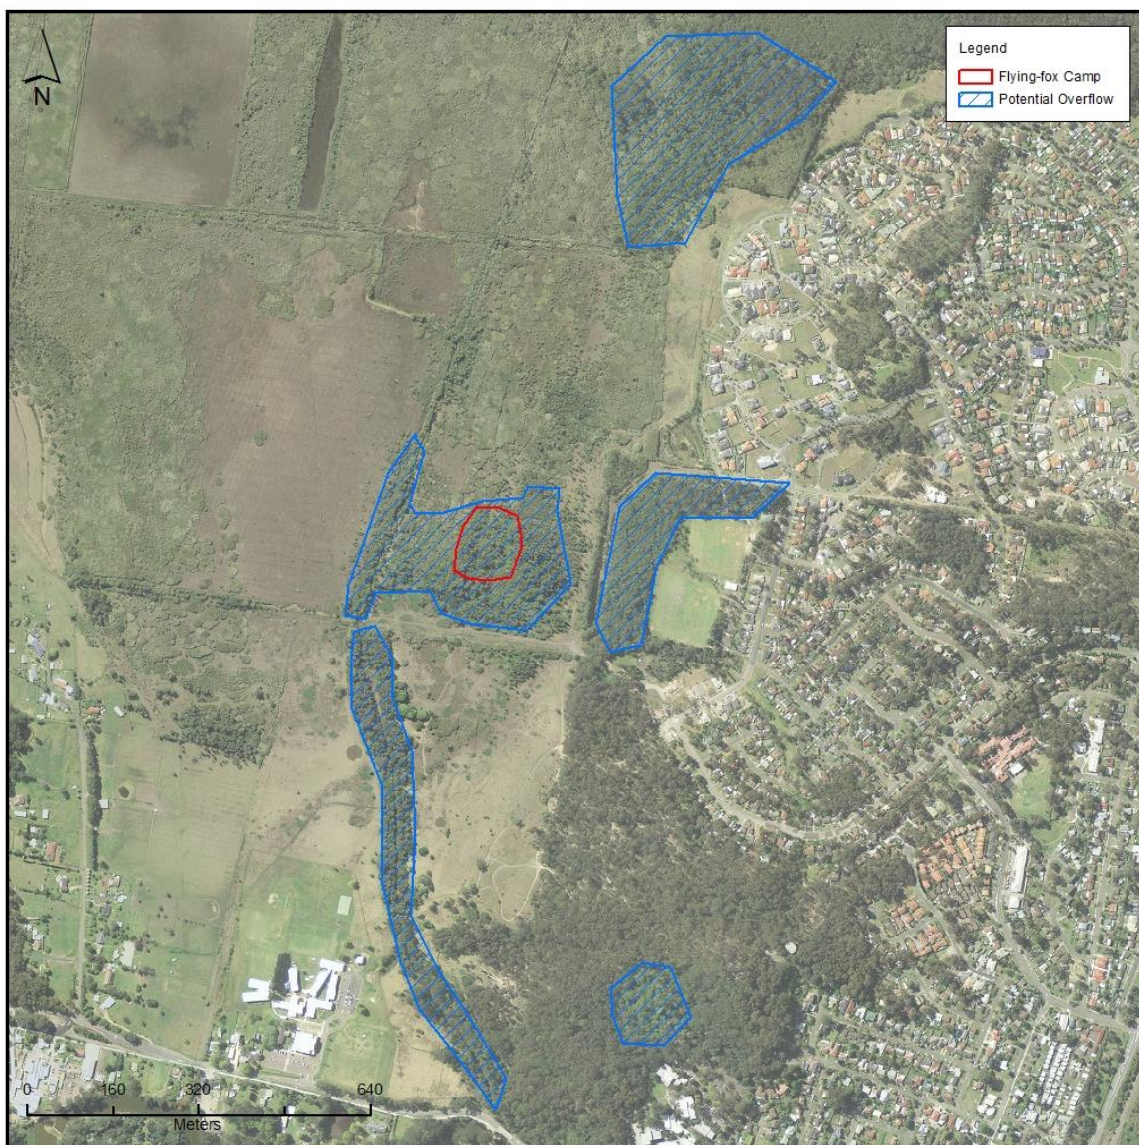 Legend
Flying-fox Camp
Potential Overflow
N
0 160 320 640
Meters